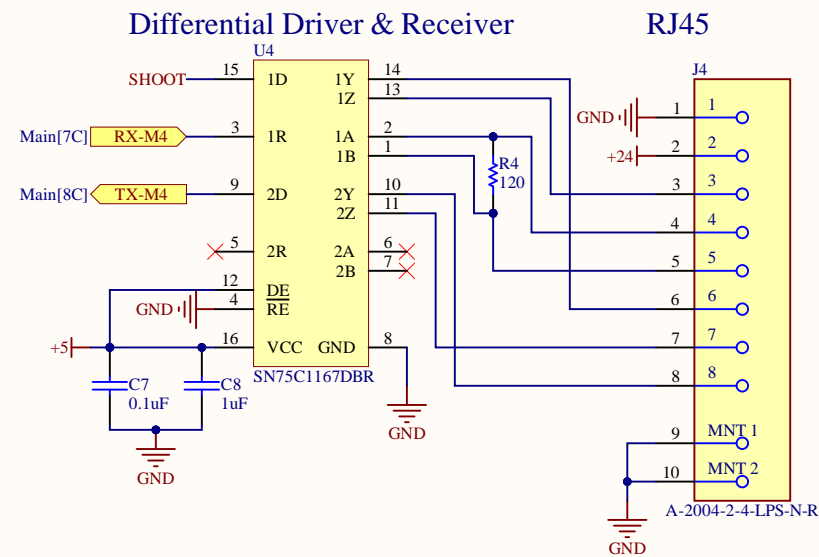 Differential Driver & Receiver
RJ45
U4
J4
SHOOT
15
1D
1Y
14
1Z
13
1
1
GND
Main[7C]
RX-M4
3
1R
1A
2
1B
1
R4
120
+24
2
2
Main[8C]
TX-M4
9
2D
2Y
10
2Z
11
3
3
4
4
5
2R
2A
6
2B
7
5
5
12
DE
GND
4
RE
6
6
+5
16
VCC
GND
8
7
7
SN75C1167DBR
C7
0.1uF
C8
1uF
8
8
GND
GND
9
MNT 1
10
MNT 2
A-2004-2-4-LPS-N-R
GND